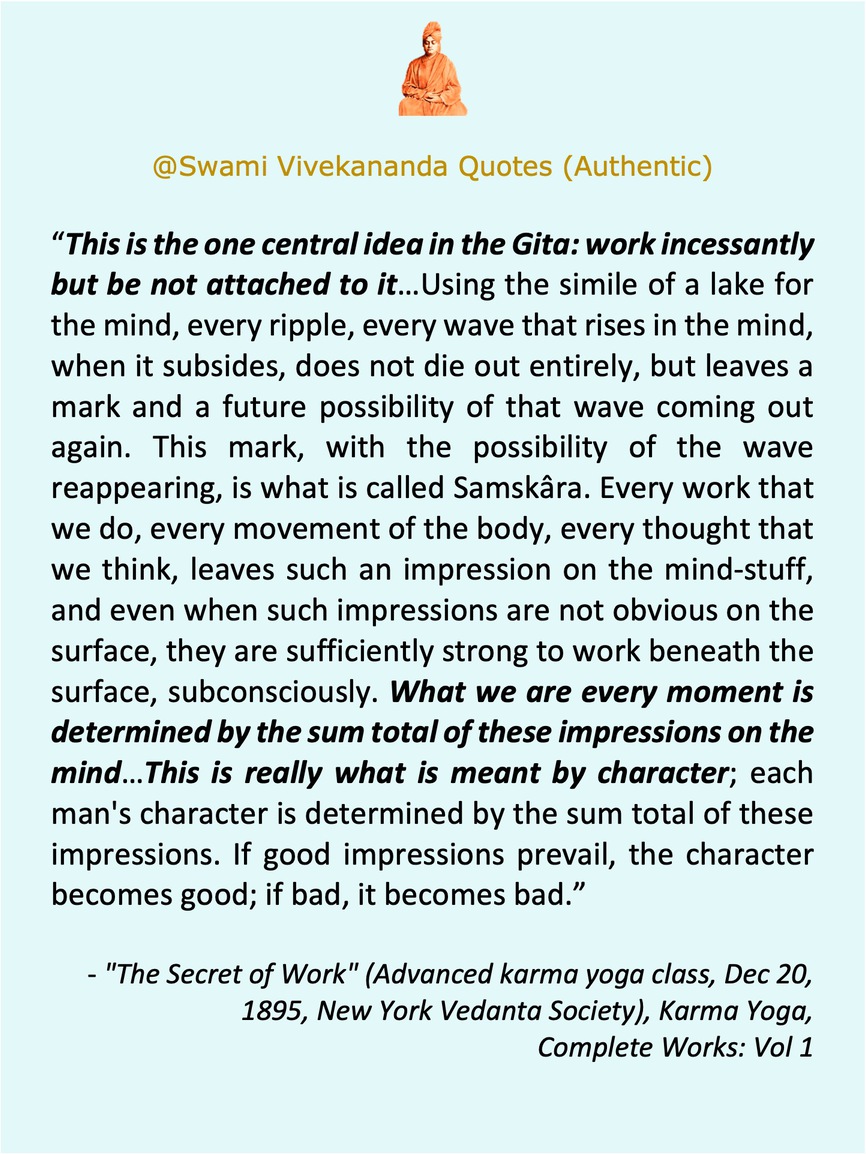 @Swami Vivekananda Quotes (Authentic)
“This is the one central idea in the Gita: work incessantly
but be not attached to it…Using the simile of a lake for
the mind, every ripple, every wave that rises in the mind,
when it subsides, does not die out entirely, but leaves a
mark and a future possibility of that wave coming out
again. This mark, with the possibility of the wave
reappearing, is what is called Samskâra. Every work that
we do, every movement of the body, every thought that
we think, leaves such an impression on the mind-stuff,
and even when such impressions are not obvious on the
surface, they are sufficiently strong to work beneath the
surface, subconsciously. What we are every moment is
determined by the sum total of these impressions on the
mind…This is really what is meant by character; each
man's character is determined by the sum total of these
impressions. If good impressions prevail, the character
becomes good; if bad, it becomes bad.”
- "The Secret of Work" (Advanced karma yoga class, Dec 20,
1895, New York Vedanta Society), Karma Yoga,
Complete Works: Vol 1